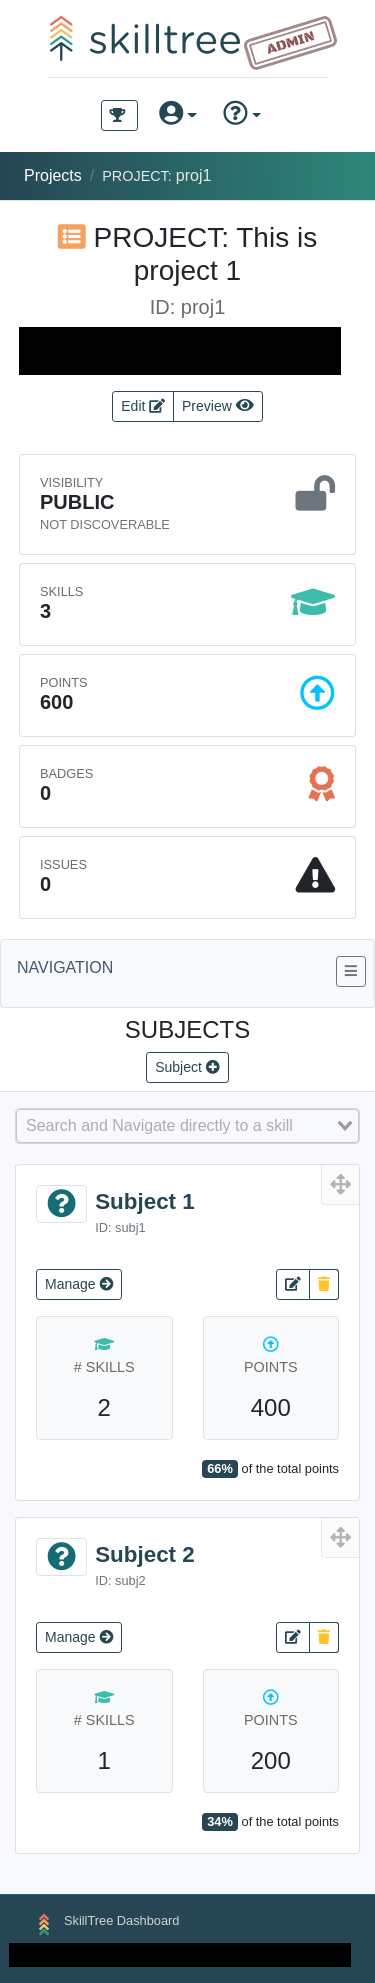 skilltree
ADMIN
Projects / PROJECT: proj1
PROJECT: This is
project 1
ID: proj1
Edit Preview
VISIBILITY
PUBLIC
NOT DISCOVERABLE
SKILLS
3
POINTS
600
BADGES
0
ISSUES
0
NAVIGATION
SUBJECTS
Subject
Search and Navigate directly to a skill
Subject 1
ID: subj1
Manage
# SKILLS POINTS
2 400
66% of the total points
Subject 2
ID: subj2
Manage
# SKILLS POINTS
1 200
34% of the total points
SkillTree Dashboard